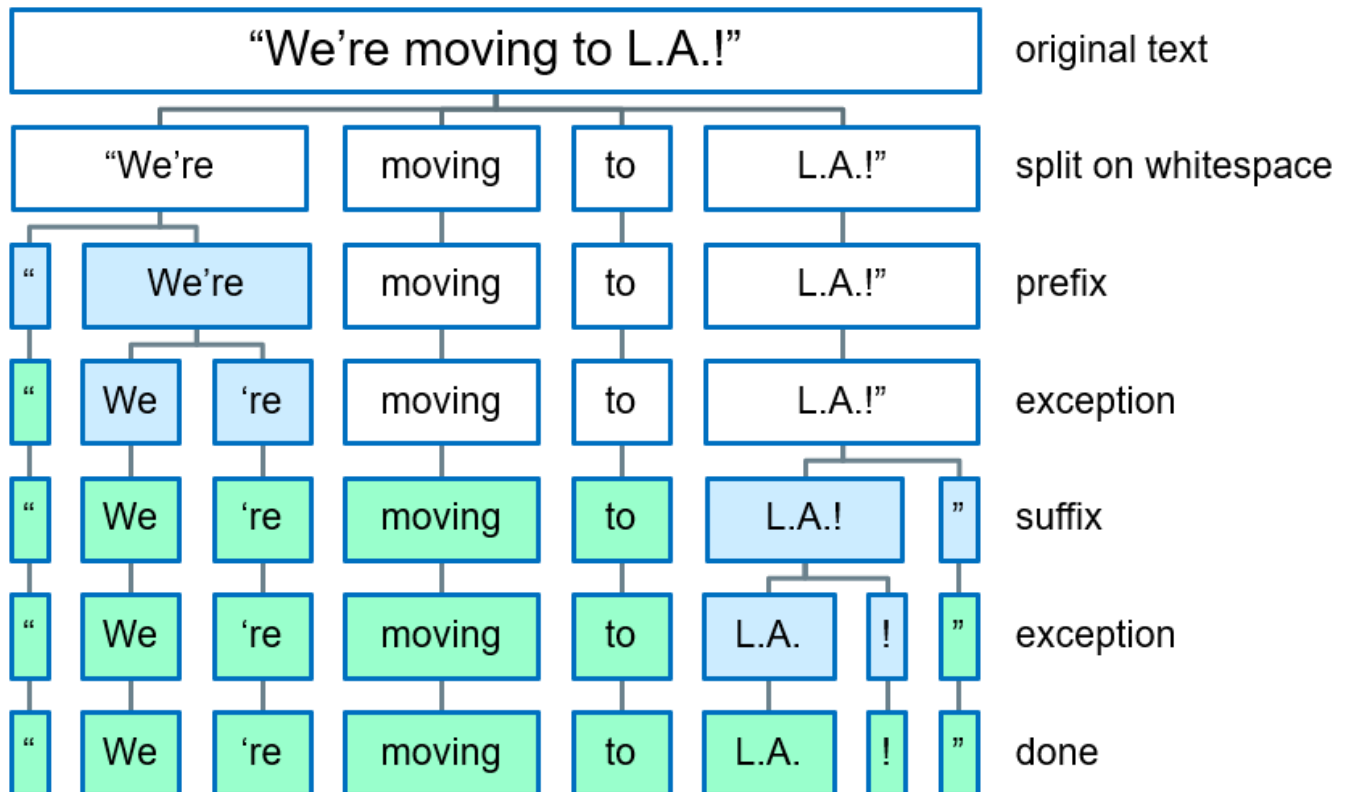 “We’re moving to L.A.!” original text
“We’re moving to L.A.!” split on whitespace
“ We’re moving to L.A.!” prefix
“ We ‘re moving to L.A.!” exception
“ We ‘re moving to L.A.! ” suffix
“ We ‘re moving to L.A. ! ” exception
“ We ‘re moving to L.A. ! ” done